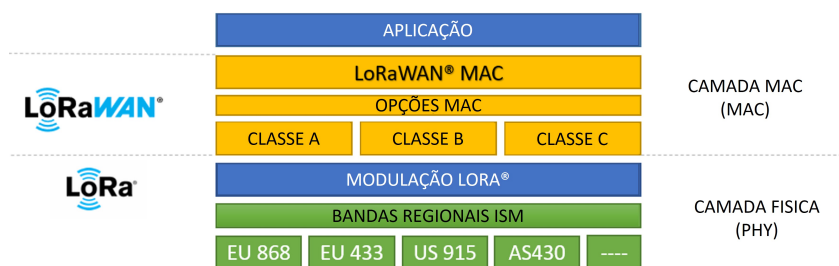 APLICAÇÃO
LoRaWAN® MAC
OPÇÕES MAC
CLASSE A
CLASSE B
CLASSE C
LoRaWAN®
CAMADA MAC
(MAC)
LoRa®
MODULAÇÃO LORA®
BANDAS REGIONAIS ISM
EU 868
EU 433
US 915
AS430
----
CAMADA FISICA
(PHY)